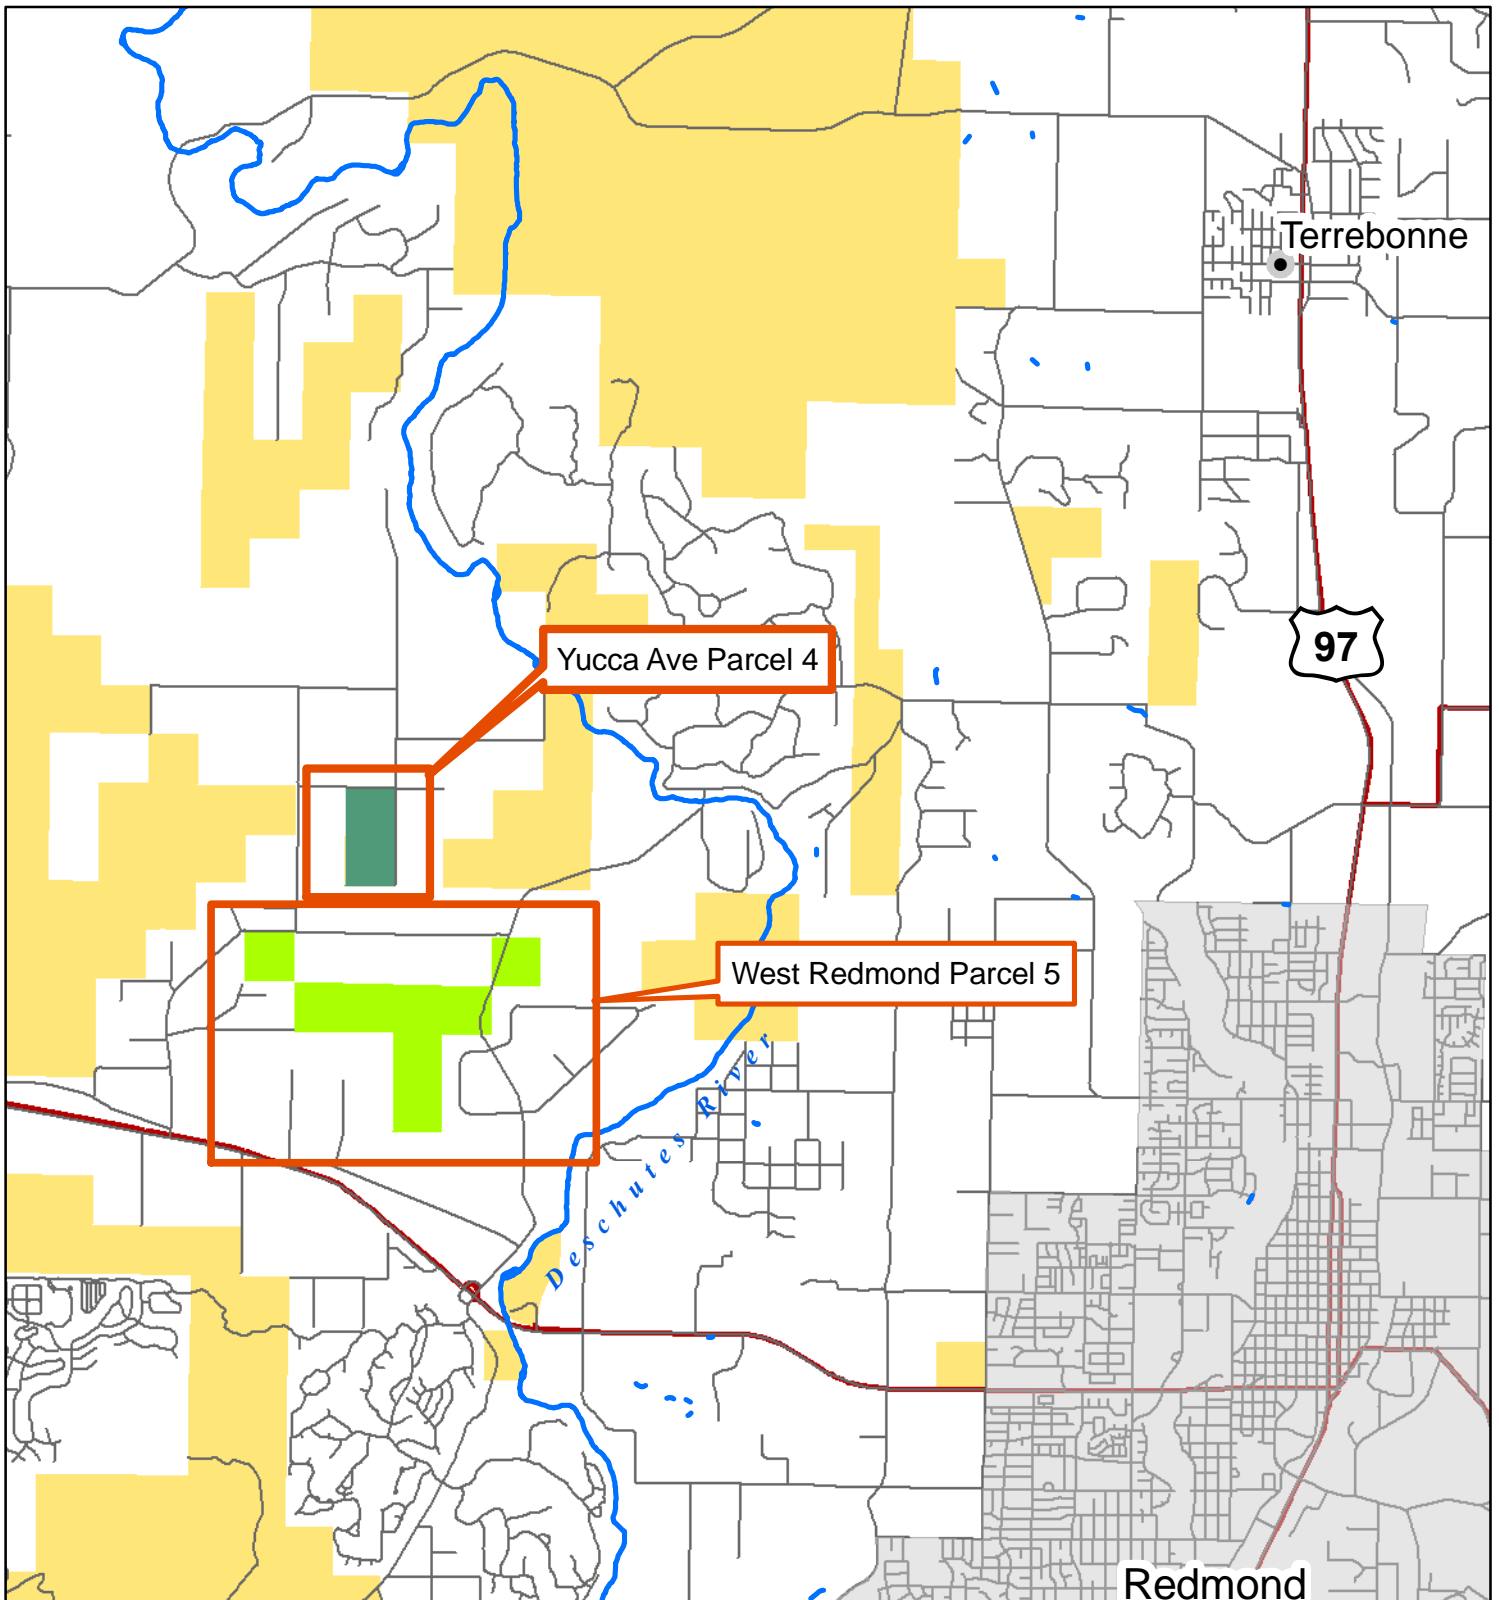 Terrebonne
97
Yucca Ave Parcel 4
West Redmond Parcel 5
Deschutes River
Redmond